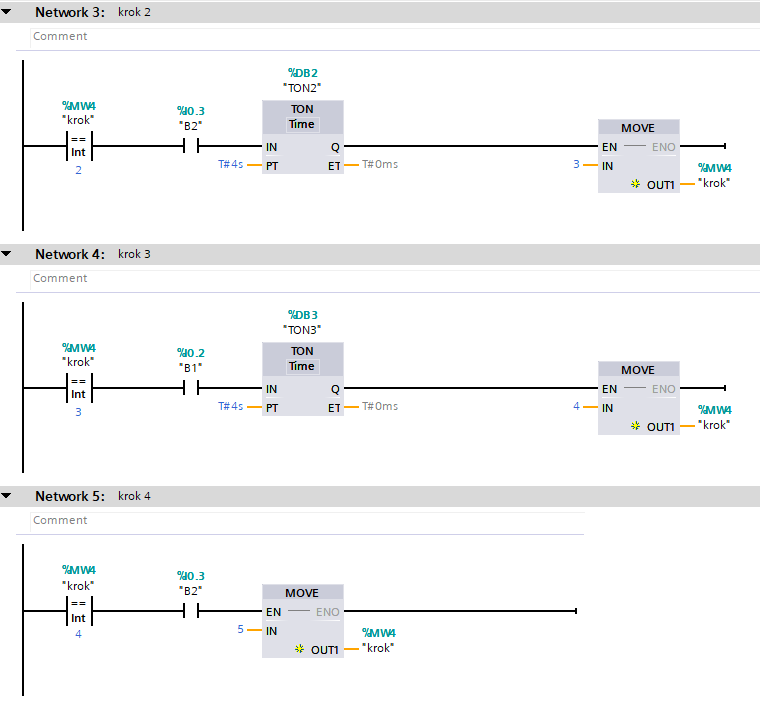 Network 3: krok 2
Comment
%DB2
"TON2"
%MW4 %I0.3 TON
"krok" "B2" Time MOVE
== IN Q EN ENO
Int T#4s PT ET T#0ms 3 IN %MW4
2 OUT1 "krok"
Network 4: krok 3
Comment
%DB3
"TON3"
%MW4 %I0.2 TON
"krok" "B1" Time MOVE
== IN Q EN ENO
Int T#4s PT ET T#0ms 4 IN %MW4
3 OUT1 "krok"
Network 5: krok 4
Comment
%MW4 %I0.3
"krok" "B2" MOVE
== EN ENO
Int 5 IN %MW4
4 OUT1 "krok"